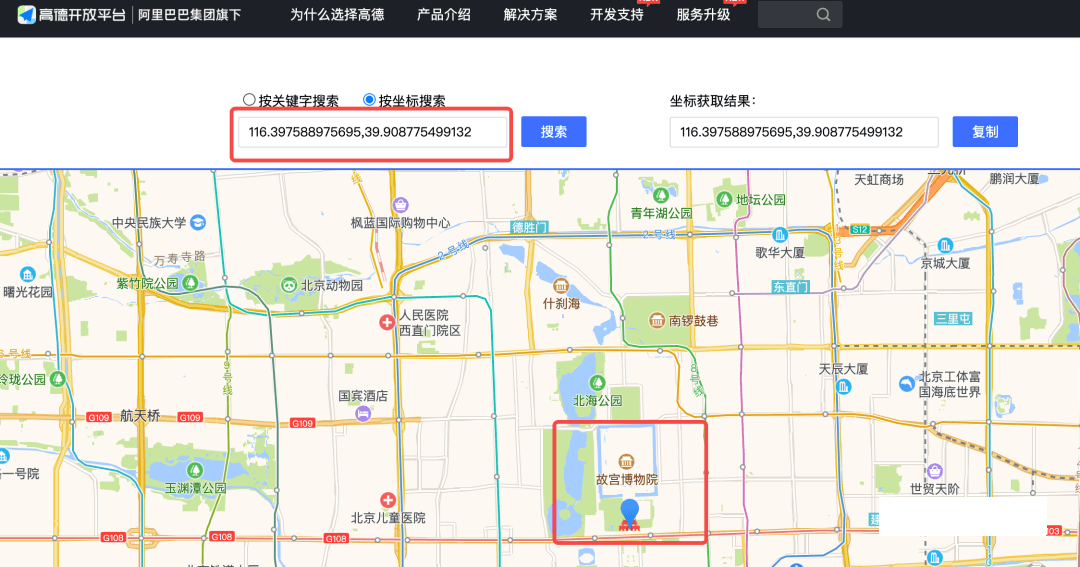 高德开放平台 | 阿里巴巴集团旗下
为什么选择高德
产品介绍
解决方案
开发支持
服务升级
按关键字搜索
按坐标搜索
坐标获取结果：
116.397588975695,39.908775499132
搜索
116.397588975695,39.908775499132
复制
天虹商场
鹏润大厦
中央民族大学
枫蓝国际购物中心
德胜门
青年湖公园
地坛公园
2号线
2号线
S12
歌华大厦
京城大厦
万寿寺路
紫竹院公园
北京动物园
曙光花园
什刹海
东直门
人民医院
西直门院区
南锣鼓巷
三里屯
6号线
9号线
8号线
玲珑公园
国宾酒店
天辰大厦
北京工体富
国海底世界
北海公园
G109
航天桥
G109
G109
故宫博物院
玉渊潭公园
世贸天阶
北京儿童医院
G108
G108
G108